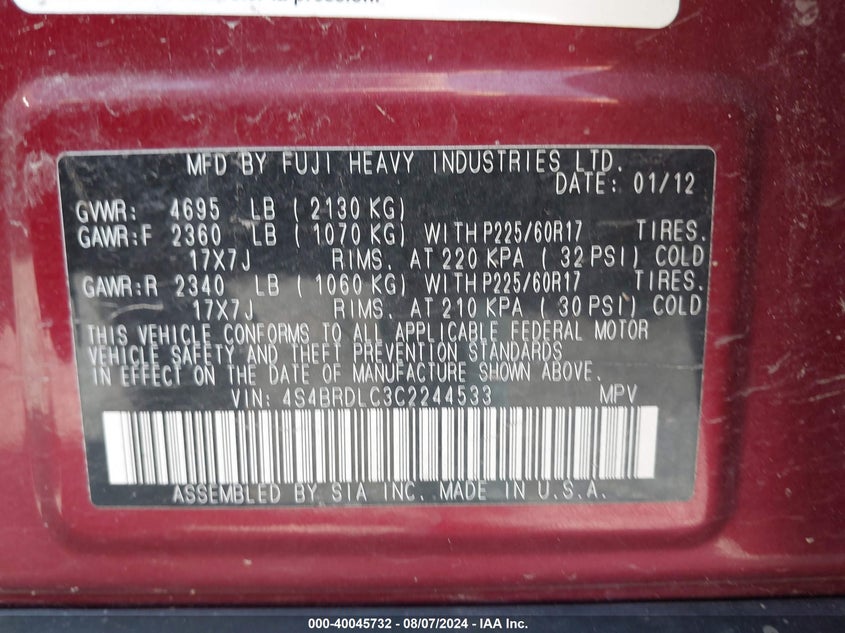 pression.
MFD BY FUJI HEAVY INDUSTRIES LTD.
DATE: 01/12
GVWR: 4695 LB ( 2130 KG)
GAWR:F 2360 LB ( 1070 KG) WITH P225/60R17 TIRES.
17X7J RIMS. AT 220 KPA ( 32 PSI) COLD
GAWR:R 2340 LB ( 1060 KG) WITH P225/60R17 TIRES.
17X7J RIMS. AT 210 KPA ( 30 PSI) COLD
THIS VEHICLE CONFORMS TO ALL APPLICABLE FEDERAL MOTOR
VEHICLE SAFETY AND THEFT PREVENTION STANDARDS
IN EFFECT ON THE DATE OF MANUFACTURE SHOWN ABOVE.
VIN: 4S4BRDLC3C2244533 MPV
ASSEMBLED BY SIA INC. MADE IN U.S.A.
000-40045732 - 08/07/2024 - IAA Inc.